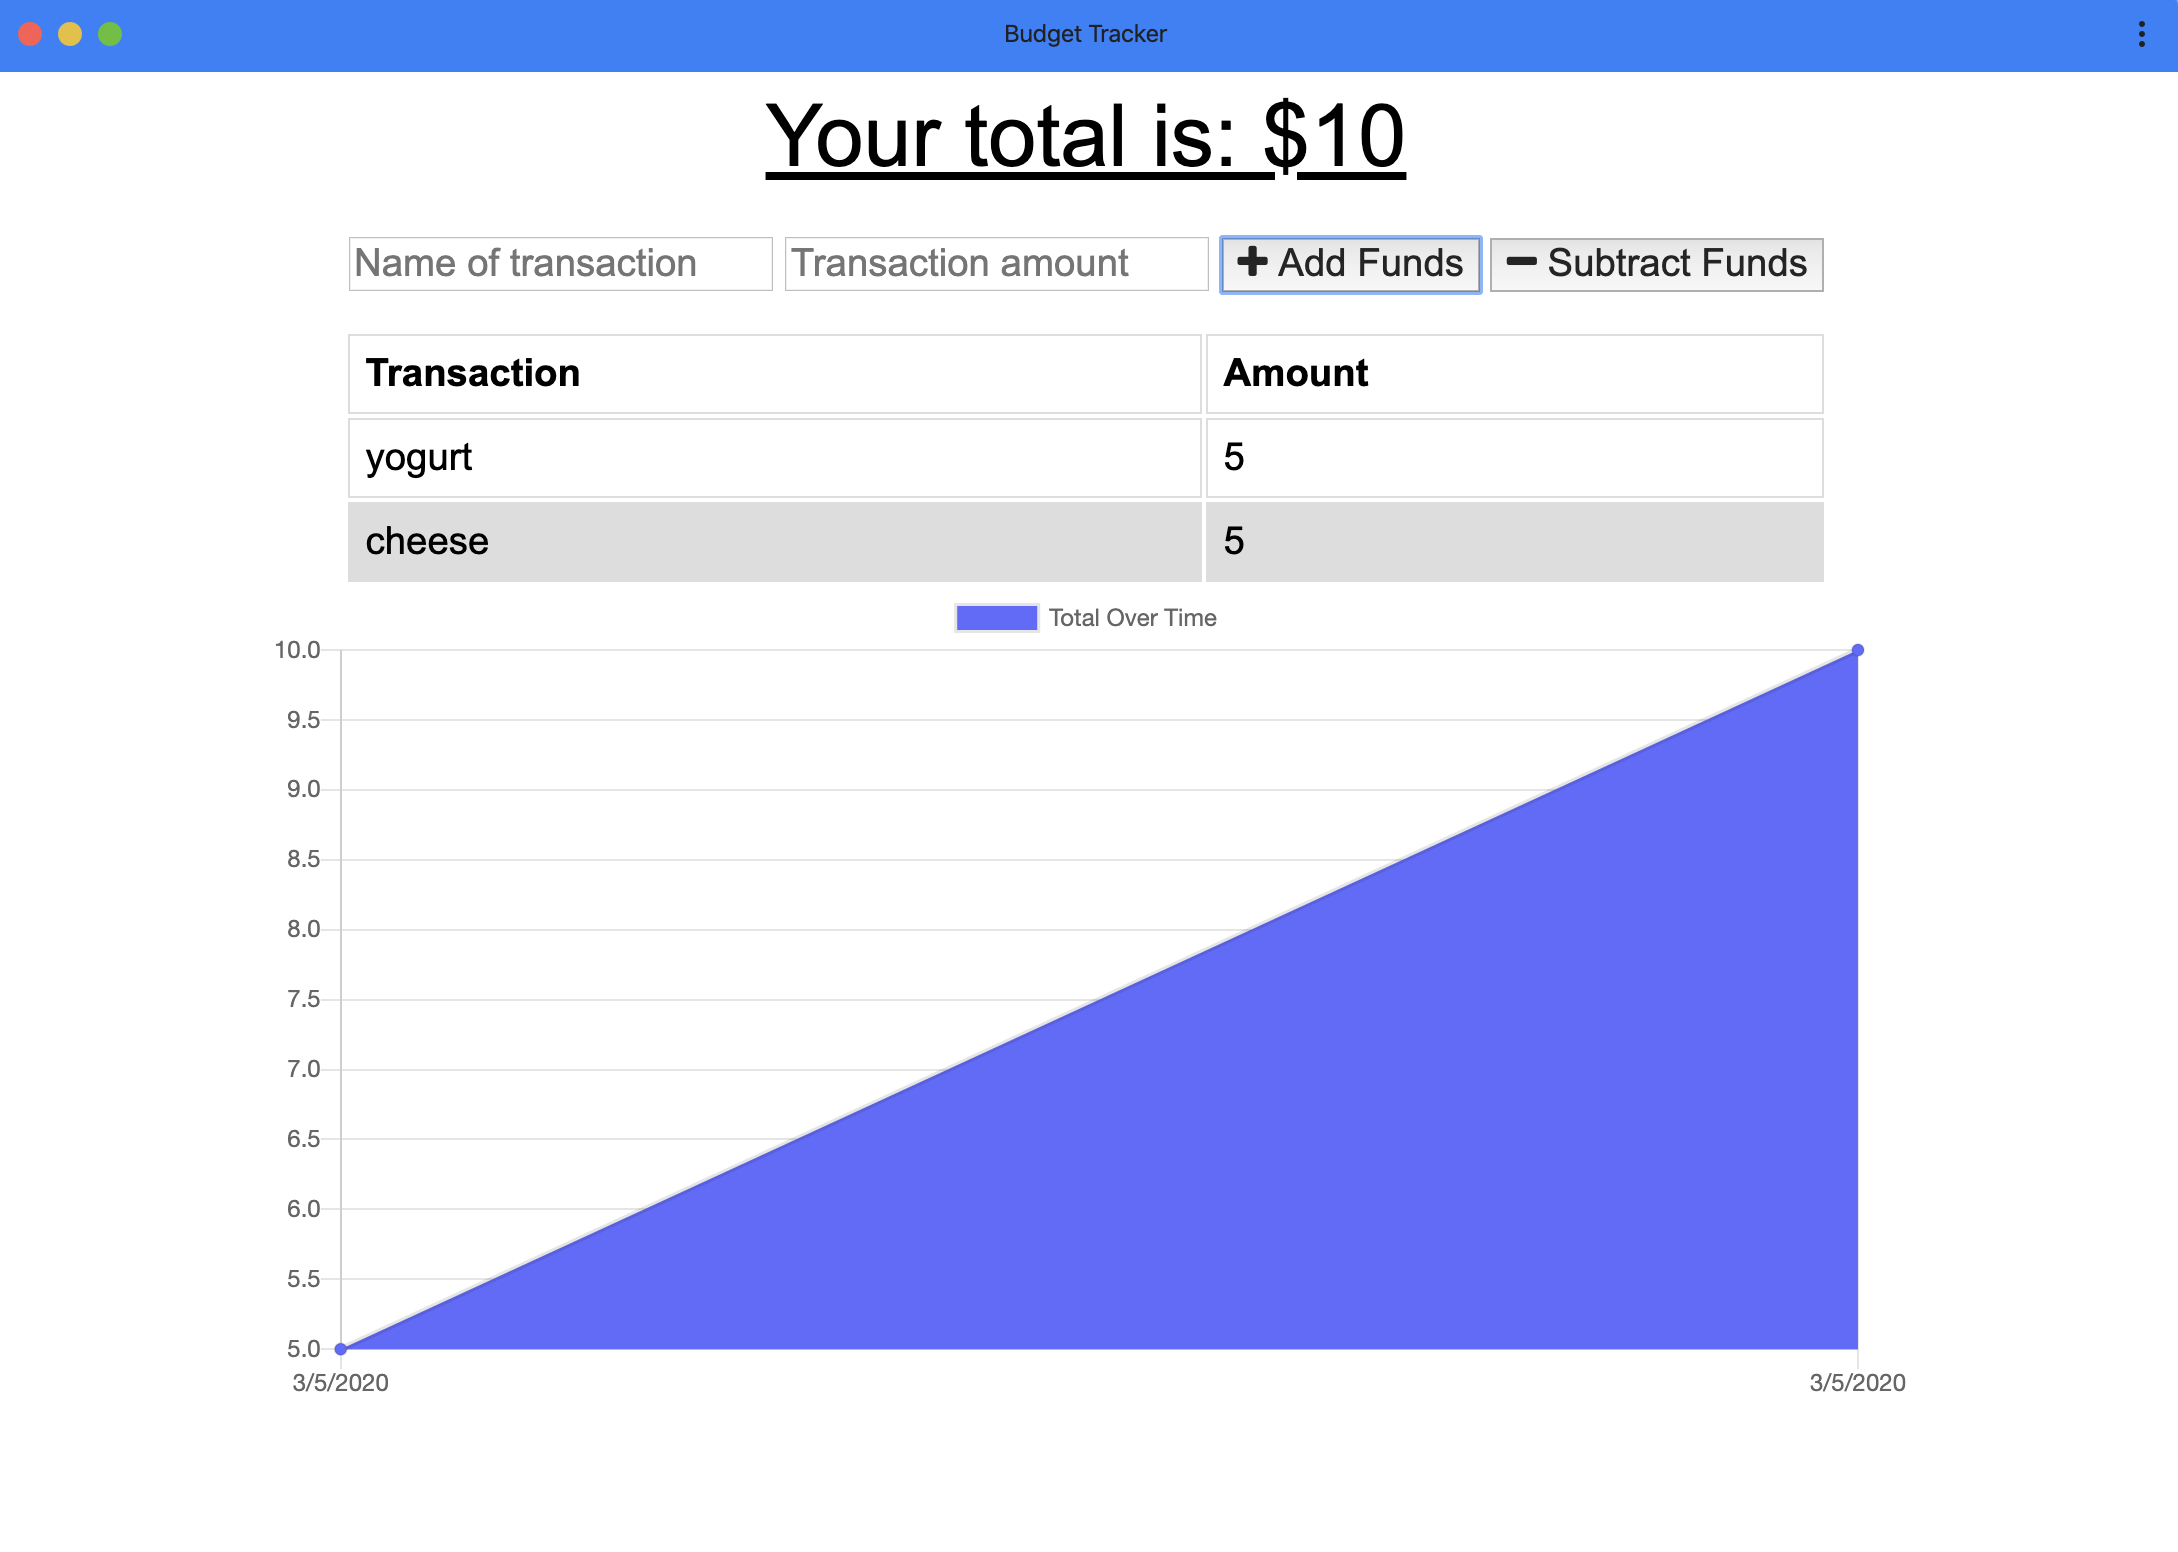 Budget Tracker
Your total is: $10
Name of transaction Transaction amount Add Funds Subtract Funds
Transaction Amount
yogurt 5
cheese 5
Total Over Time
10.0
9.5
9.0
8.5
8.0
7.5
7.0
6.5
6.0
5.5
5.0
3/5/2020 3/5/2020